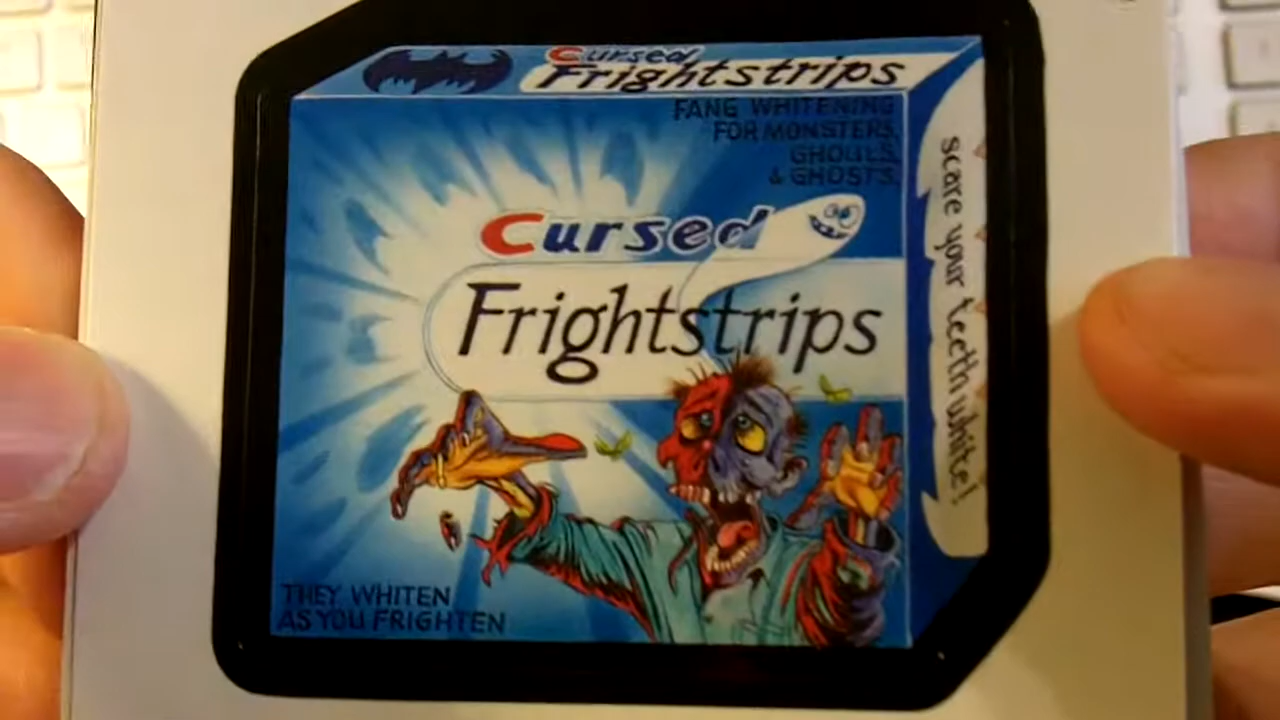 Cursed
Frightstrips
FANG WHITENING
FOR MONSTERS,
GHOULS,
& GHOSTS.
Cursed
Frightstrips
scare your teeth white!
THEY WHITEN
AS YOU FRIGHTEN